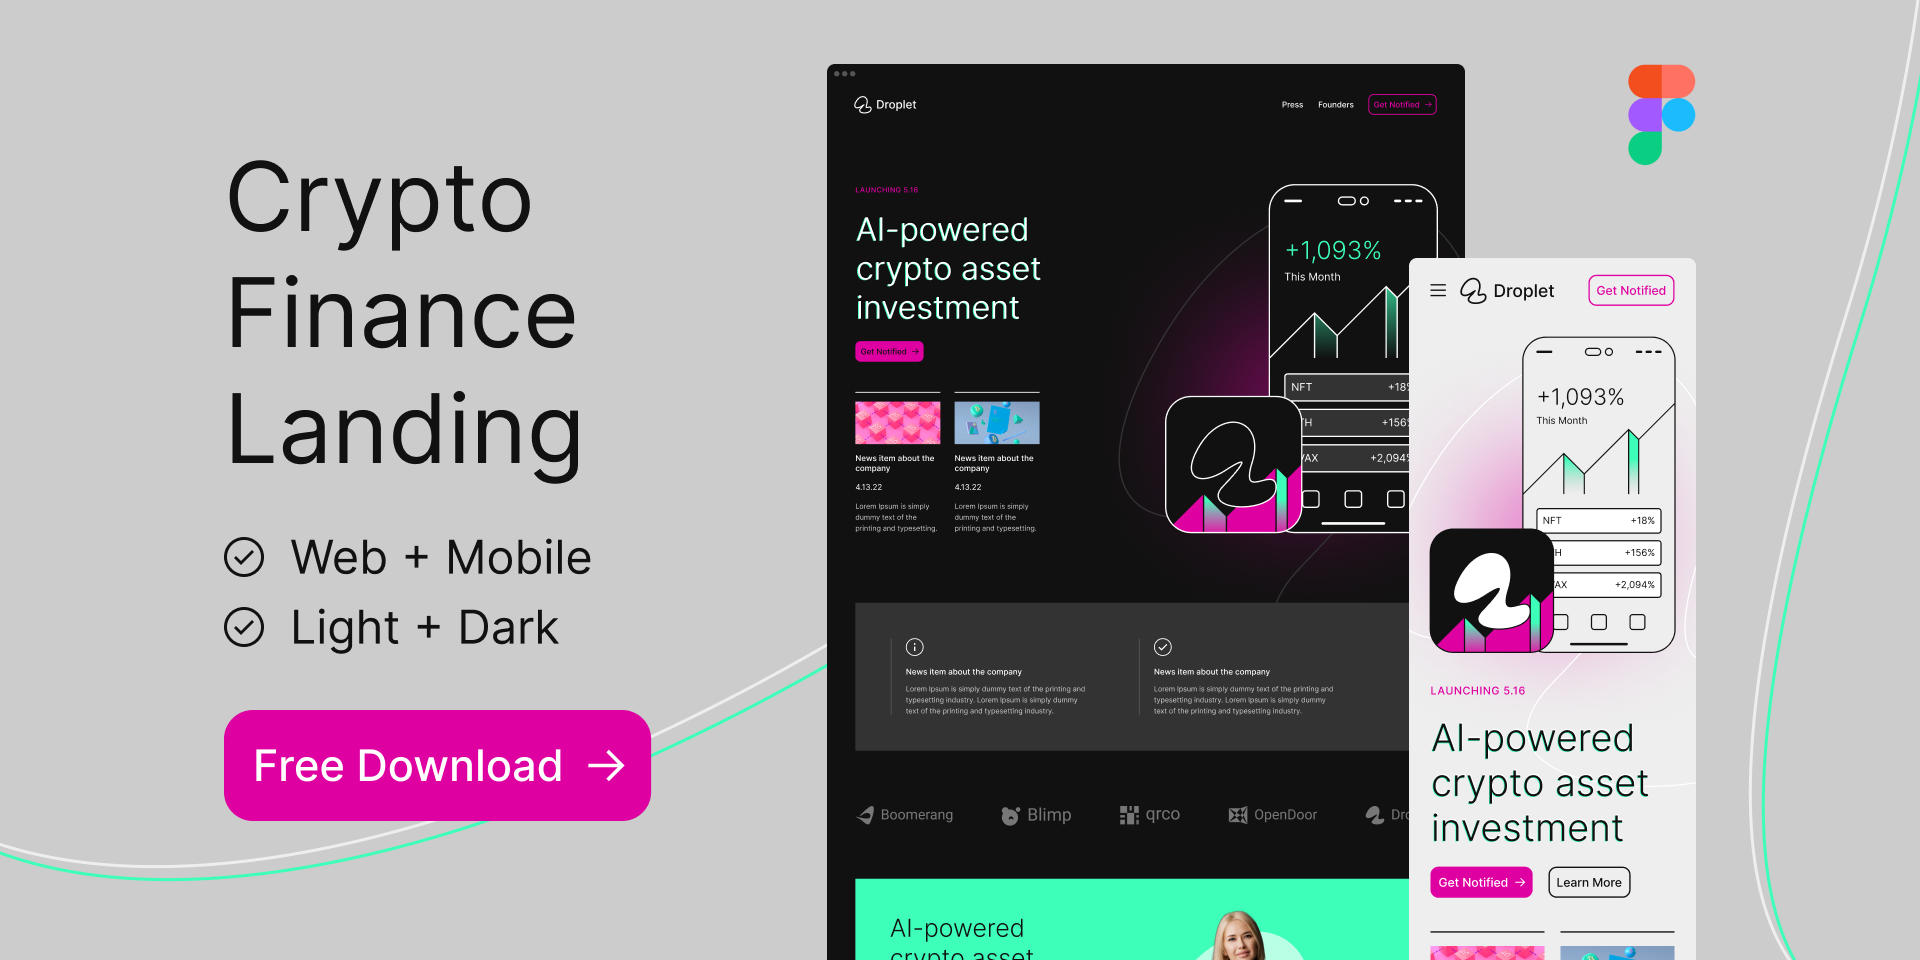 Crypto
Finance
Landing
Web + Mobile
Light + Dark
Free Download
Droplet
Press
Founders
Get Notified
LAUNCHING 5.16
AI-powered
crypto asset
investment
Get Notified
News item about the
company
4.13.22
Lorem Ipsum is simply
dummy text of the
printing and typesetting.
News item about the
company
4.13.22
Lorem Ipsum is simply
dummy text of the
printing and typesetting.
+1,093%
This Month
NFT +18%
TH +156%
VAX +2,094%
News item about the company
Lorem Ipsum is simply dummy text of the printing and
typesetting industry. Lorem Ipsum is simply dummy
text of the printing and typesetting industry.
News item about the company
Lorem Ipsum is simply dummy text of the printing and
typesetting industry. Lorem Ipsum is simply dummy
text of the printing and typesetting industry.
Boomerang
Blimp
qrco
OpenDoor
Dro
AI-powered
crypto asset
Droplet
Get Notified
+1,093%
This Month
NFT +18%
H +156%
AX +2,094%
LAUNCHING 5.16
AI-powered
crypto asset
investment
Get Notified
Learn More